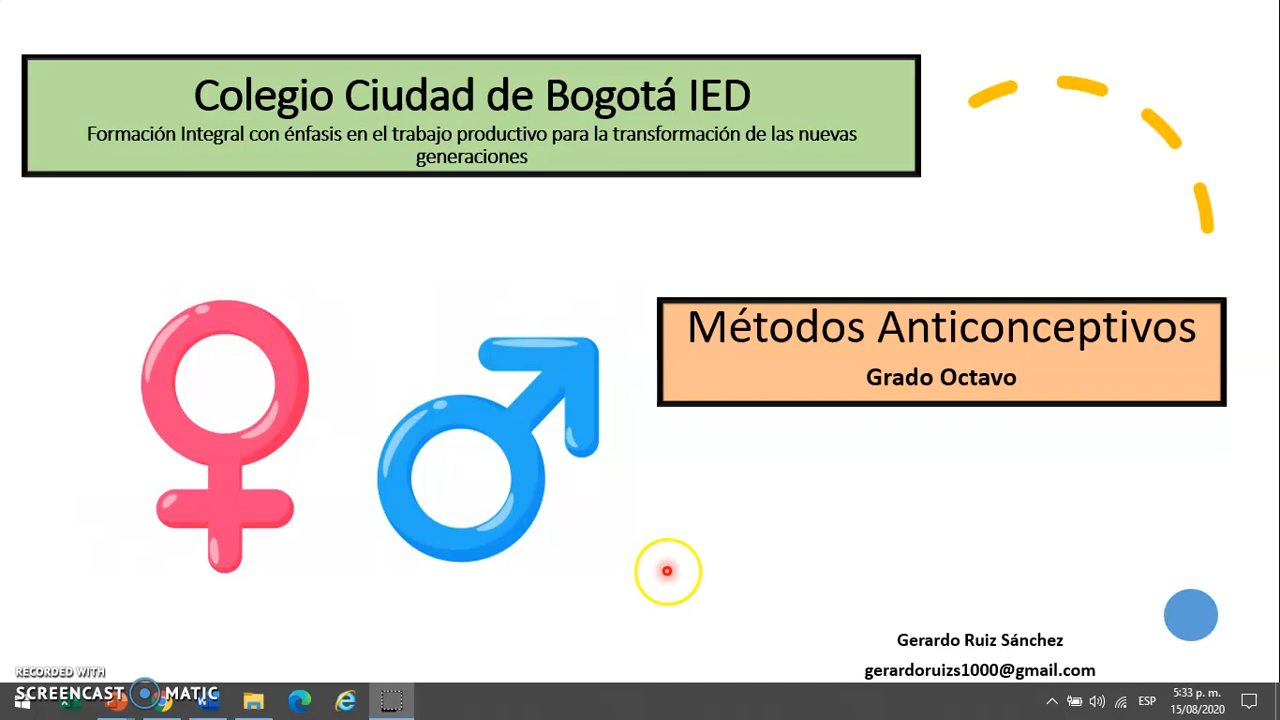 Colegio Ciudad de Bogotá IED
Formación Integral con énfasis en el trabajo productivo para la transformación de las nuevas
generaciones
Métodos Anticonceptivos
Grado Octavo
Gerardo Ruiz Sánchez
gerardoruizs1000@gmail.com
RECORDED WITH
SCREENCAST MATIC
ESP
5:33 p. m.
15/08/2020